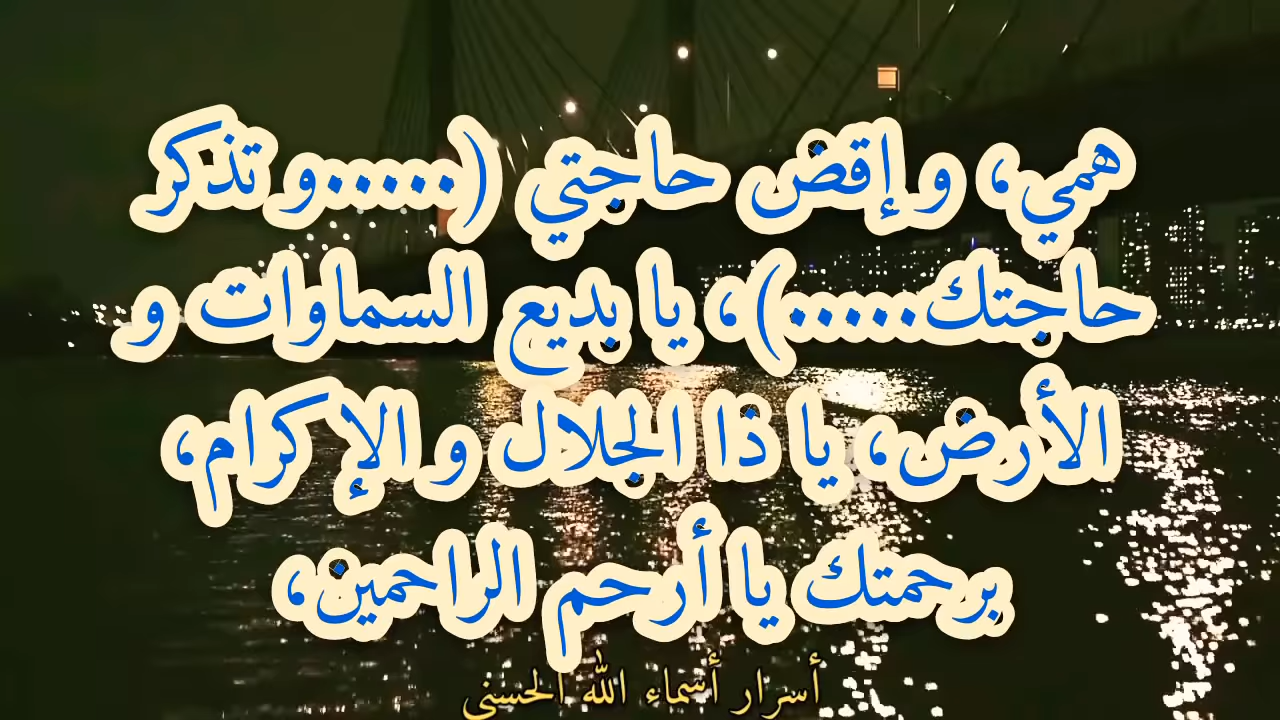 همي، و إقض حاجتي (......و تذكر
حاجتك.....)، يا بديع السماوات و
الأرض، يا ذا الجلال و الإكرام،
برحمتك يا أرحم الراحمين،
أسرار أسماء الله الحسنى